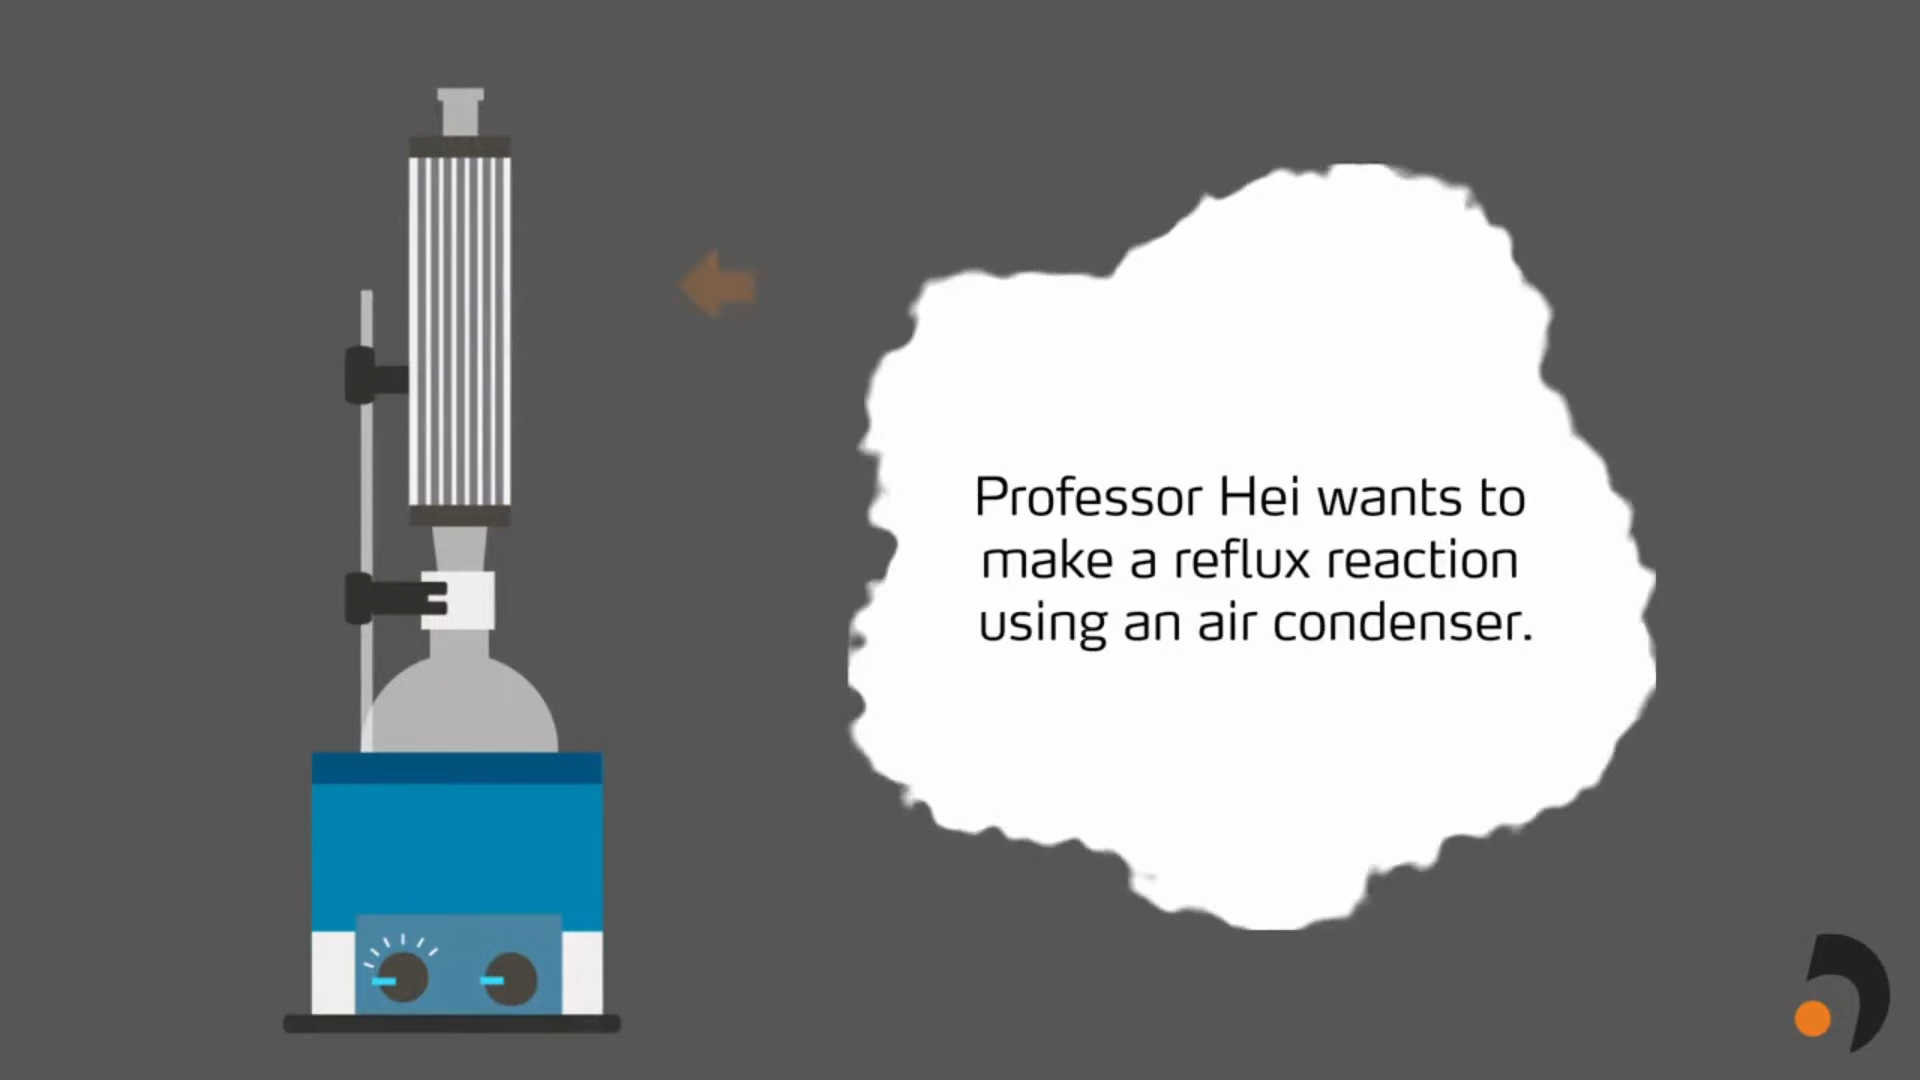 Professor Hei wants to
make a reflux reaction
using an air condenser.